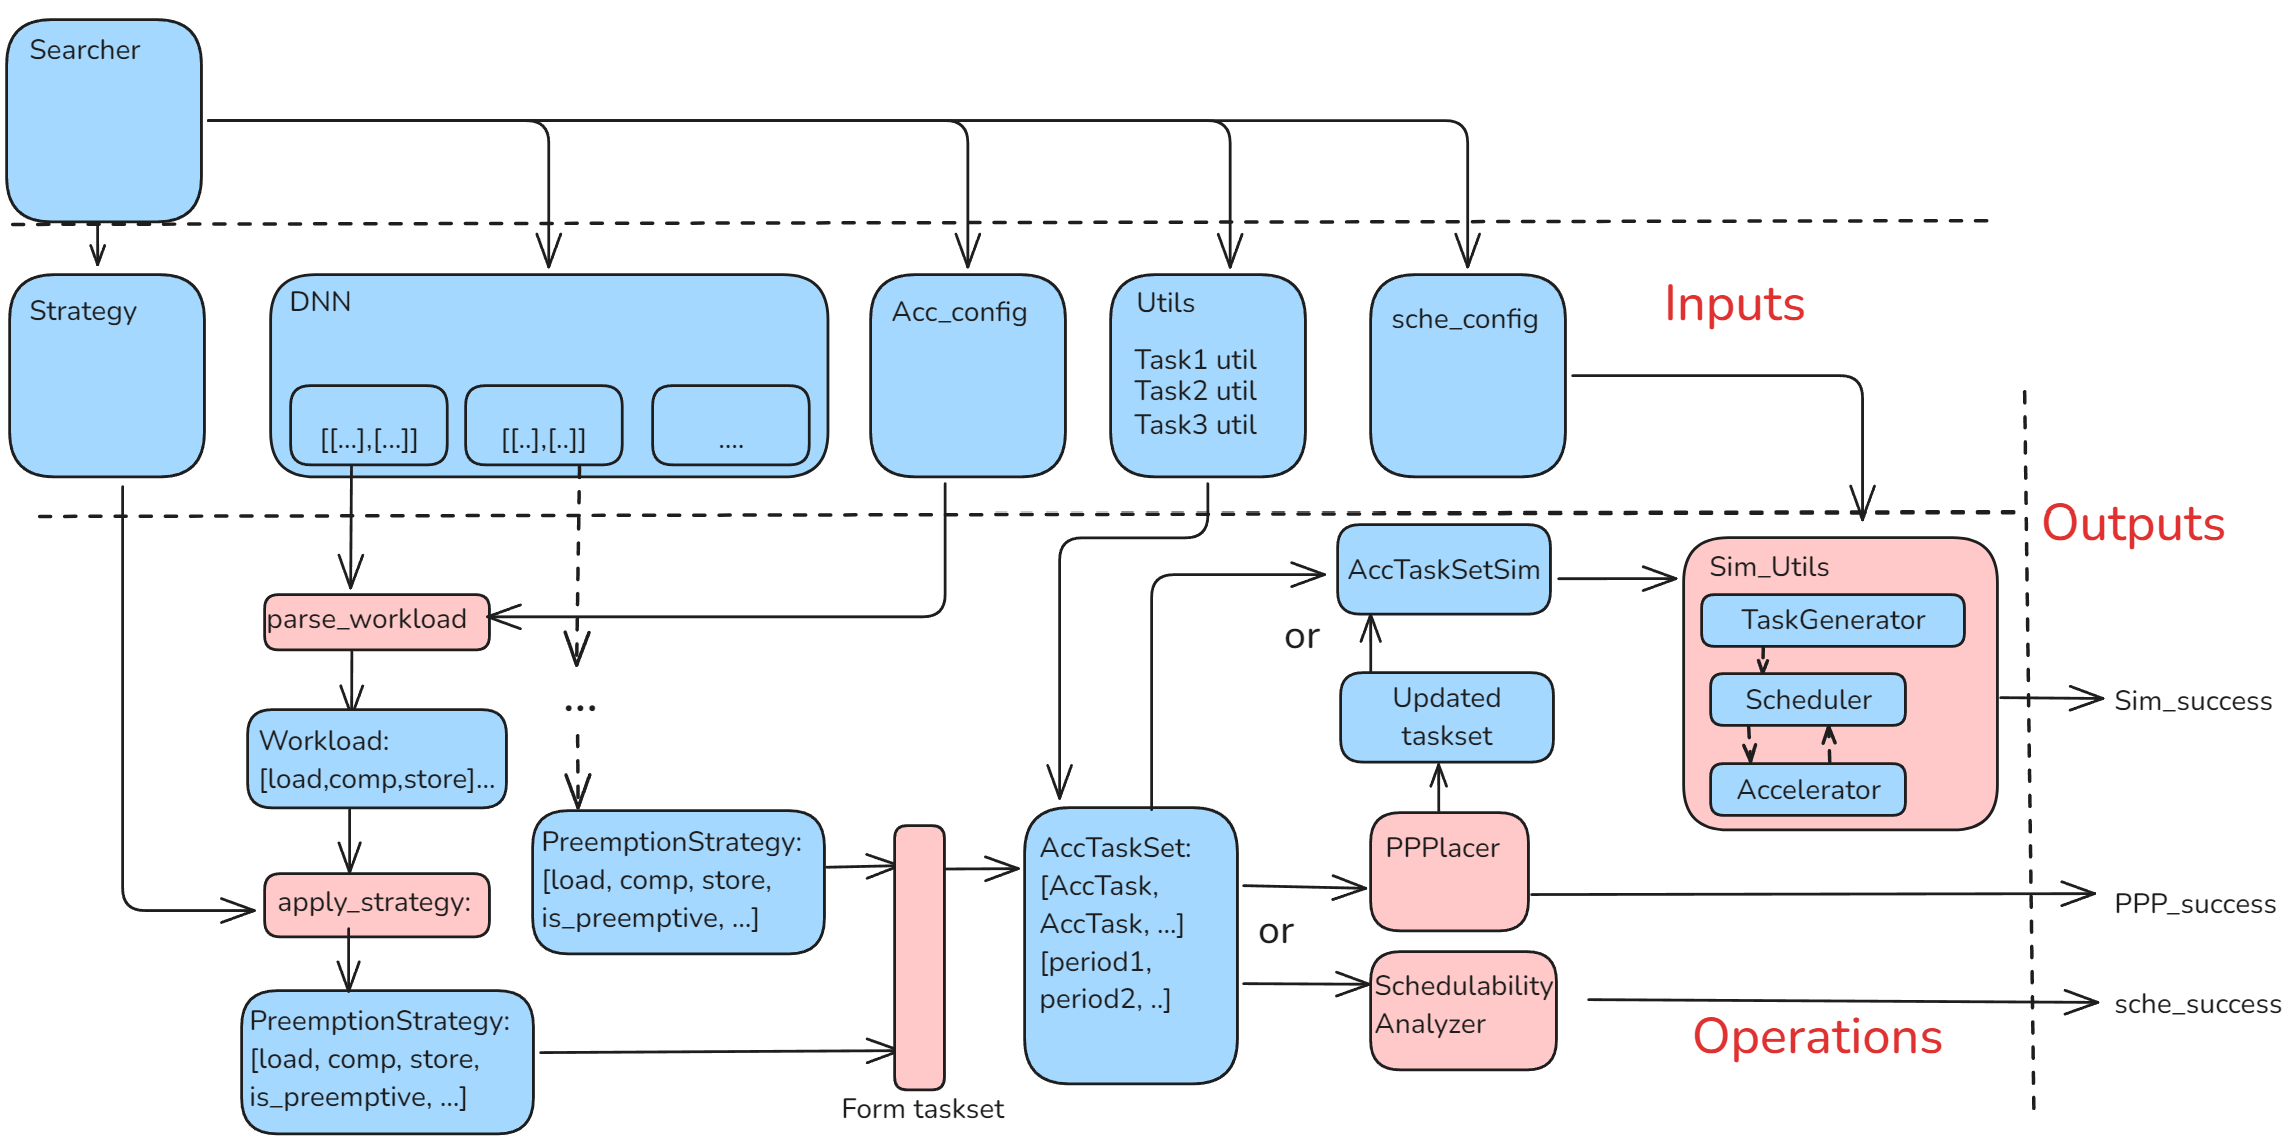 Searcher
Strategy
DNN
[[...],[...]]
[[..],[..]]
....
Acc_config
Utils
Task1 util
Task2 util
Task3 util
sche_config
Inputs
Outputs
parse_workload
Workload:
[load,comp,store]...
apply_strategy:
PreemptionStrategy:
[load, comp, store,
is_preemptive, ...]
...
PreemptionStrategy:
[load, comp, store,
is_preemptive, ...]
Form taskset
AccTaskSet:
[AccTask,
AccTask, ...]
[period1,
period2, ..]
or
or
AccTaskSetSim
Updated
taskset
PPPlacer
Schedulability
Analyzer
Sim_Utils
TaskGenerator
Scheduler
Accelerator
Sim_success
PPP_success
sche_success
Operations